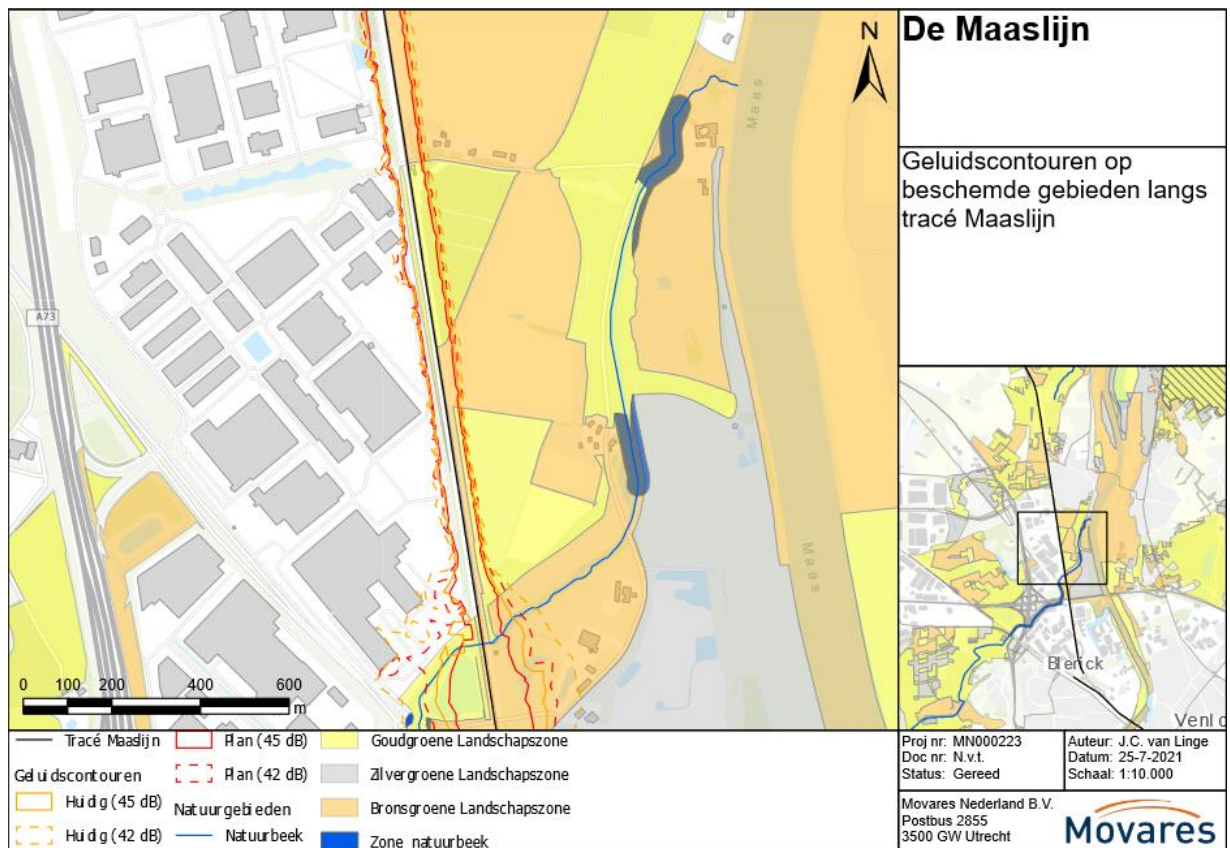 De Maaslijn
Geluidscontouren op
beschemde gebieden langs
tracé Maaslijn
N
Maas
A73
Maas
0 100 200 400 600
m
Blerick
Venlo
Tracé Maaslijn
Geluidscontouren
Huidig (45 dB)
Huidig (42 dB)
Plan (45 dB)
Plan (42 dB)
Natuurgebieden
Natuurbeek
Goudgroene Landschapszone
Zilvergroene Landschapszone
Bronsgroene Landschapszone
Zone natuurbeek
Proj nr: MN000223
Doc nr: N.v.t.
Status: Gereed
Auteur: J.C. van Linge
Datum: 25-7-2021
Schaal: 1:10.000
Movares Nederland B.V.
Postbus 2855
3500 GW Utrecht
Movares